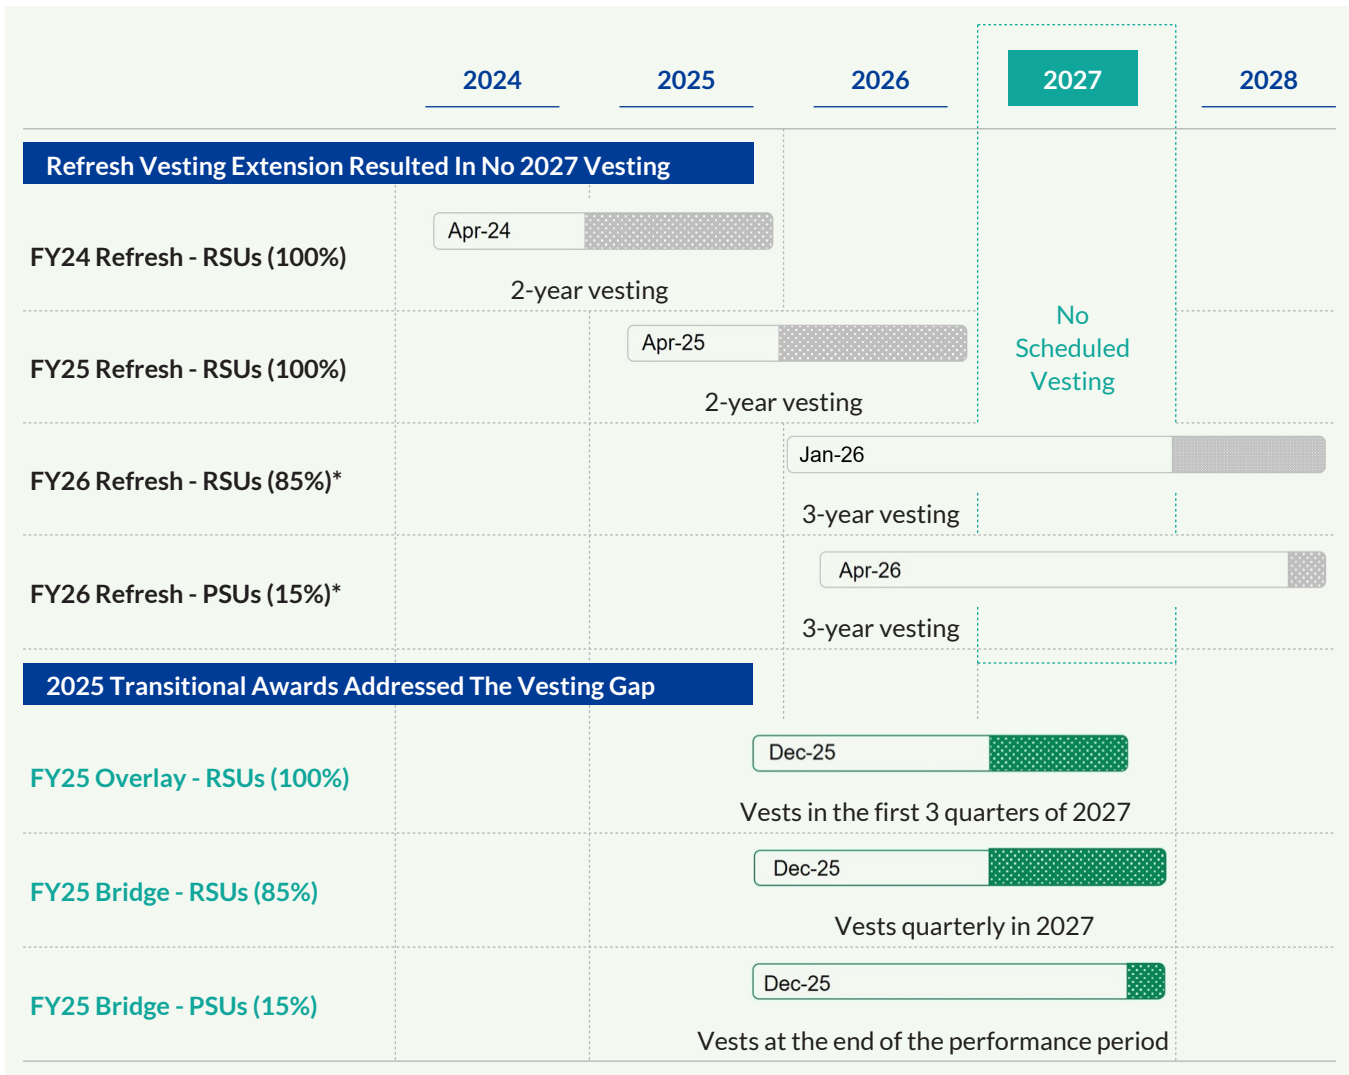 2024 2025 2026 2027 2028
Refresh Vesting Extension Resulted In No 2027 Vesting
FY24 Refresh - RSUs (100%)
Apr-24
2-year vesting
FY25 Refresh - RSUs (100%)
Apr-25
2-year vesting
No
Scheduled
Vesting
FY26 Refresh - RSUs (85%)*
Jan-26
3-year vesting
FY26 Refresh - PSUs (15%)*
Apr-26
3-year vesting
2025 Transitional Awards Addressed The Vesting Gap
FY25 Overlay - RSUs (100%)
Dec-25
Vests in the first 3 quarters of 2027
FY25 Bridge - RSUs (85%)
Dec-25
Vests quarterly in 2027
FY25 Bridge - PSUs (15%)
Dec-25
Vests at the end of the performance period